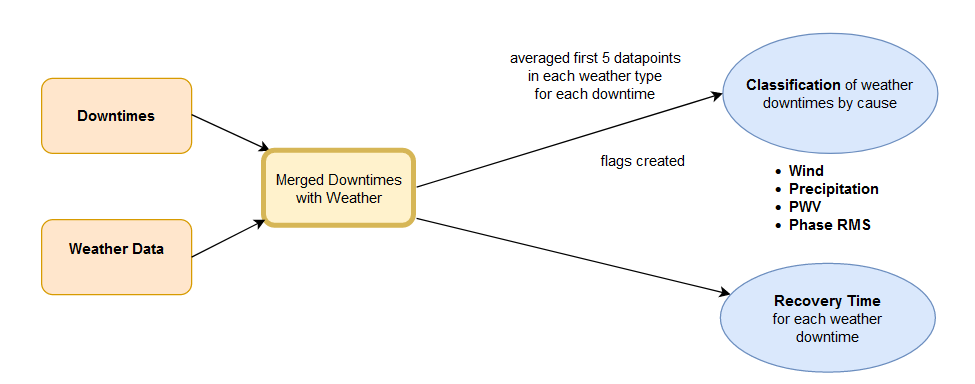 Downtimes
Weather Data
Merged Downtimes
with Weather
averaged first 5 datapoints
in each weather type
for each downtime
flags created
Classification of weather
downtimes by cause
• Wind
• Precipitation
• PWV
• Phase RMS
Recovery Time
for each weather
downtime